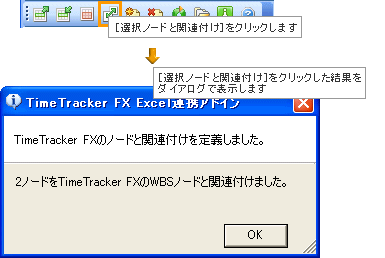 [選択ノードと関連付け]をクリックします
[選択ノードと関連付け]をクリックした結果を
ダイアログで表示します
TimeTracker FX Excel連携アドイン
TimeTracker FXのノードと関連付けを定義しました。
2ノードをTimeTracker FXのWBSノードと関連付けました。
OK